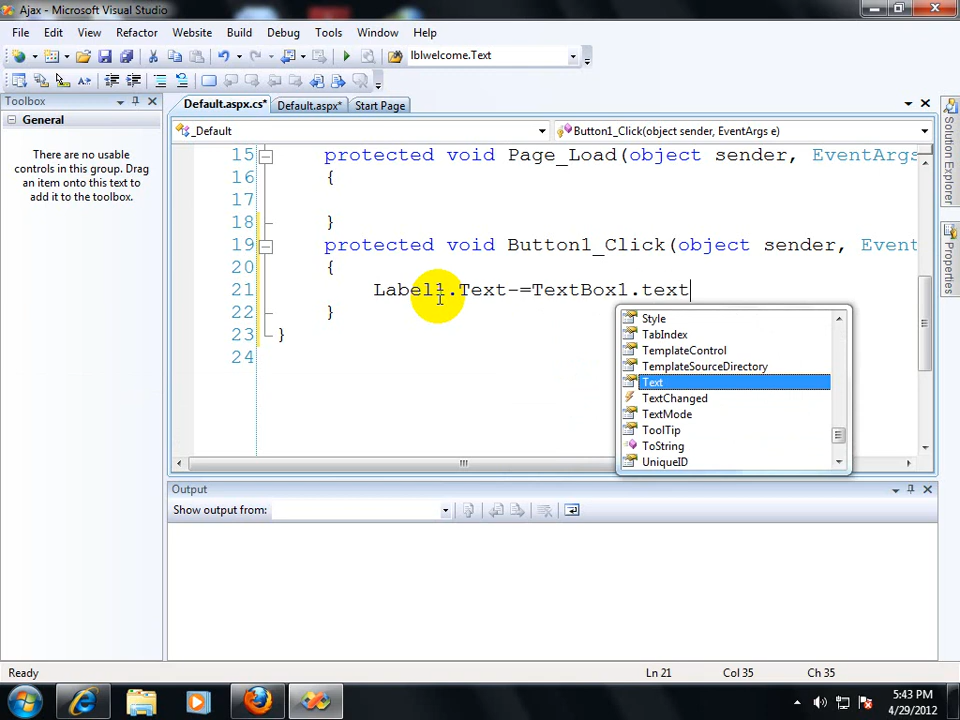 Ajax - Microsoft Visual Studio
File Edit View Refactor Website Build Debug Tools Window Help
lblwelcome.Text
Toolbox
Default.aspx.cs* Default.aspx* Start Page
General
_Default
Button1_Click(object sender, EventArgs e)
There are no usable
controls in this group. Drag
an item onto this text to
add it to the toolbox.
15 protected void Page_Load(object sender, EventArgs
16 {
17
18 }
19 protected void Button1_Click(object sender, Event
20 {
21 Label1.Text-=TextBox1.text
22 }
23 }
24
Style
TabIndex
TemplateControl
TemplateSourceDirectory
Text
TextChanged
TextMode
ToolTip
ToString
UniqueID
Solution Explorer
Properties
Output
Show output from:
Ready Ln 21 Col 35 Ch 35
5:43 PM
4/29/2012